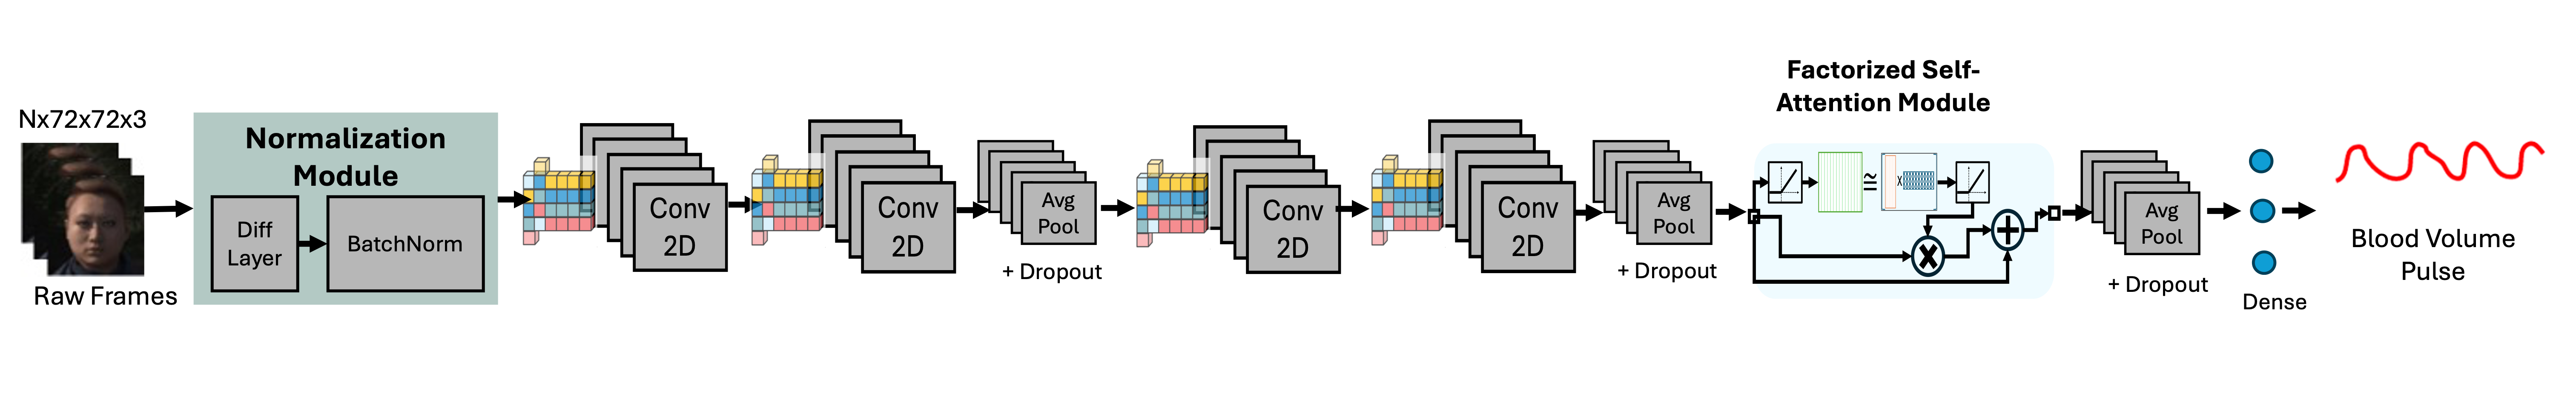 Nx72x72x3
Raw Frames
Normalization
Module
Diff
Layer
BatchNorm
Conv
2D
Conv
2D
Avg
Pool
+ Dropout
Conv
2D
Conv
2D
Avg
Pool
+ Dropout
Factorized Self-
Attention Module
≅
X
Avg
Pool
+ Dropout
Dense
Blood Volume
Pulse